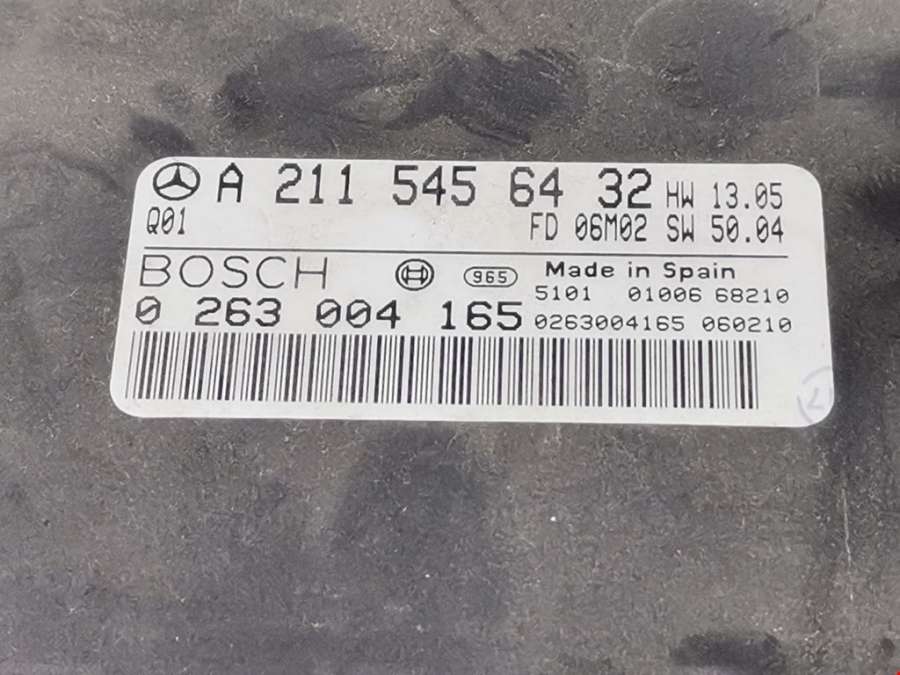 A 211 545 64 32 HW 13.05
Q01 FD 06M02 SW 50.04
BOSCH 965 Made in Spain
5101 01006 68210
0 263 004 165 0263004165 060210